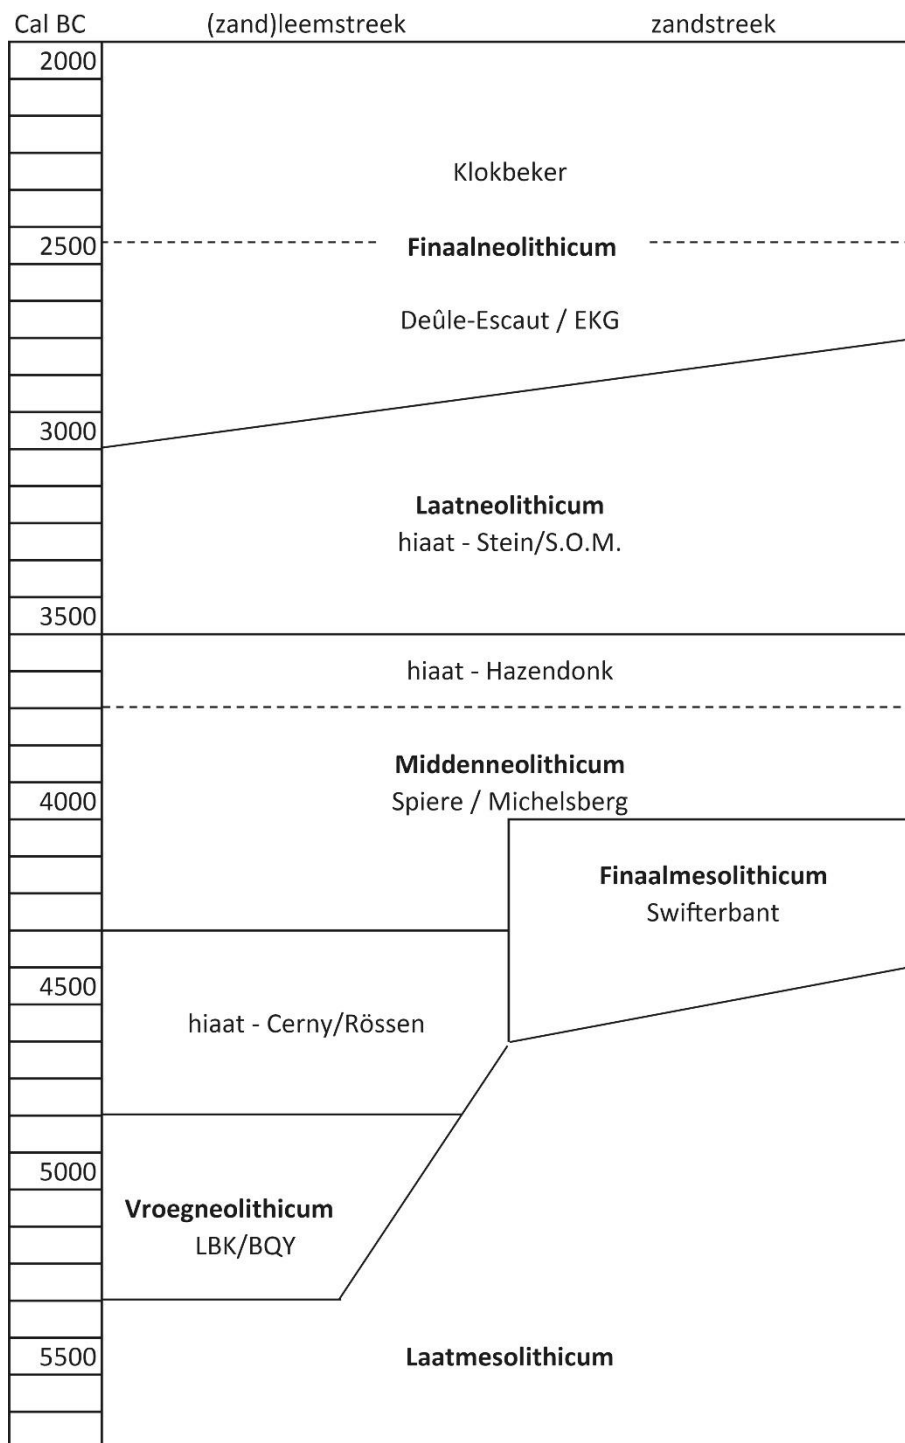 Cal BC (zand)leemstreek zandstreek
2000
Klokbeker
2500 Finaalneolithicum
Deûle-Escaut / EKG
3000
Laatneolithicum
hiaat - Stein/S.O.M.
3500
hiaat - Hazendonk
Middenneolithicum
4000 Spiere / Michelsberg
Finaalmesolithicum
Swifterbant
4500
hiaat - Cerny/Rössen
5000
Vroegneolithicum
LBK/BQY
5500 Laatmesolithicum